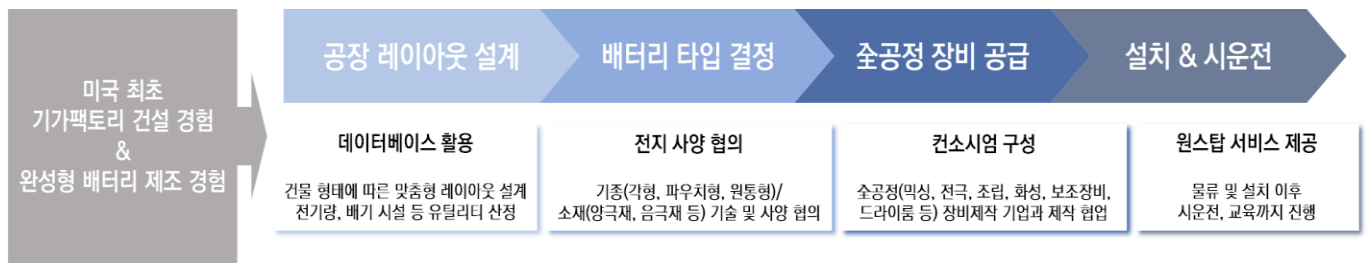 미국 최초
기가팩토리 건설 경험
&
완성형 배터리 제조 경험
공장 레이아웃 설계
배터리 타입 결정
全공정 장비 공급
설치 & 시운전
데이터베이스 활용
건물 형태에 따른 맞춤형 레이아웃 설계
전기량, 배기 시설 등 유틸리티 산정
전지 사양 협의
기종(각형, 파우치형, 원통형)/
소재(양극재, 음극재 등) 기술 및 사양 협의
컨소시엄 구성
全공정(믹싱, 전극, 조립, 화성, 보조장비,
드라이룸 등) 장비제작 기업과 제작 협업
원스탑 서비스 제공
물류 및 설치 이후
시운전, 교육까지 진행